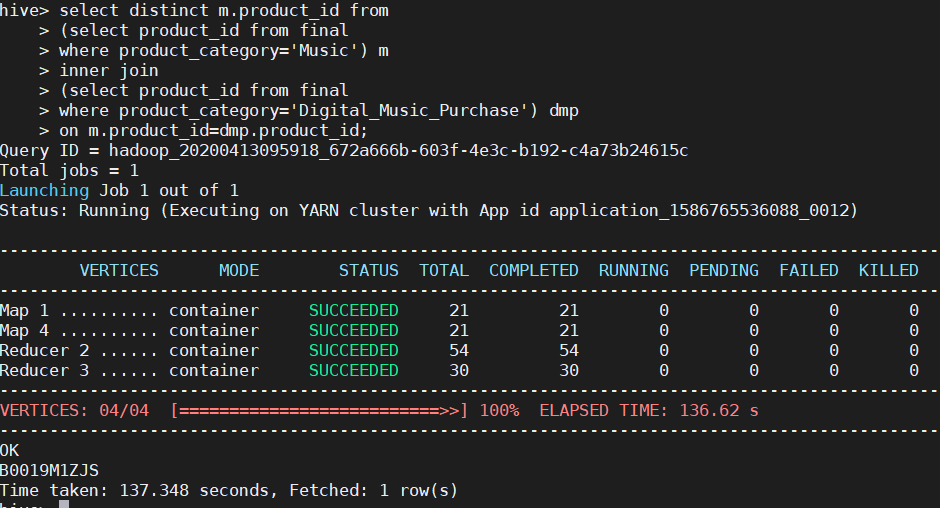 hive> select distinct m.product_id from
    > (select product_id from final
    > where product_category='Music') m
    > inner join
    > (select product_id from final
    > where product_category='Digital_Music_Purchase') dmp
    > on m.product_id=dmp.product_id;
Query ID = hadoop_20200413095918_672a666b-603f-4e3c-b192-c4a73b24615c
Total jobs = 1
Launching Job 1 out of 1
Status: Running (Executing on YARN cluster with App id application_1586765536088_0012)
----------------------------------------------------------------------------------------------
        VERTICES      MODE        STATUS  TOTAL  COMPLETED  RUNNING  PENDING  FAILED  KILLED
----------------------------------------------------------------------------------------------
Map 1 .......... container     SUCCEEDED     21         21        0        0       0       0
Map 4 .......... container     SUCCEEDED     21         21        0        0       0       0
Reducer 2 ...... container     SUCCEEDED     54         54        0        0       0       0
Reducer 3 ...... container     SUCCEEDED     30         30        0        0       0       0
----------------------------------------------------------------------------------------------
VERTICES: 04/04  [==========================>>] 100%  ELAPSED TIME: 136.62 s
----------------------------------------------------------------------------------------------
OK
B0019M1ZJS
Time taken: 137.348 seconds, Fetched: 1 row(s)
hive>